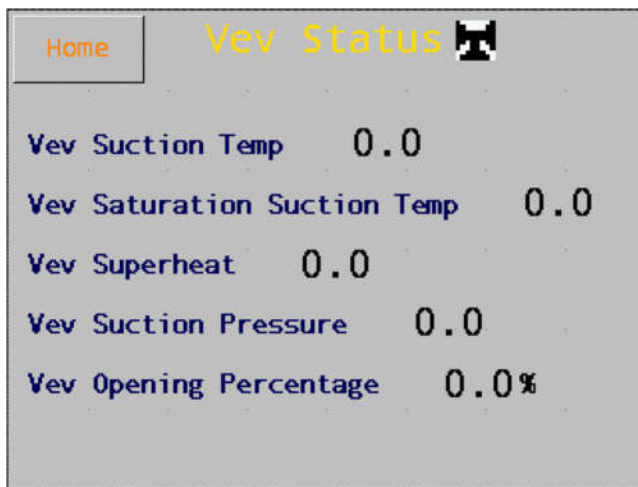 Home
Vev Status
Vev Suction Temp 0.0
Vev Saturation Suction Temp 0.0
Vev Superheat 0.0
Vev Suction Pressure 0.0
Vev Opening Percentage 0.0%